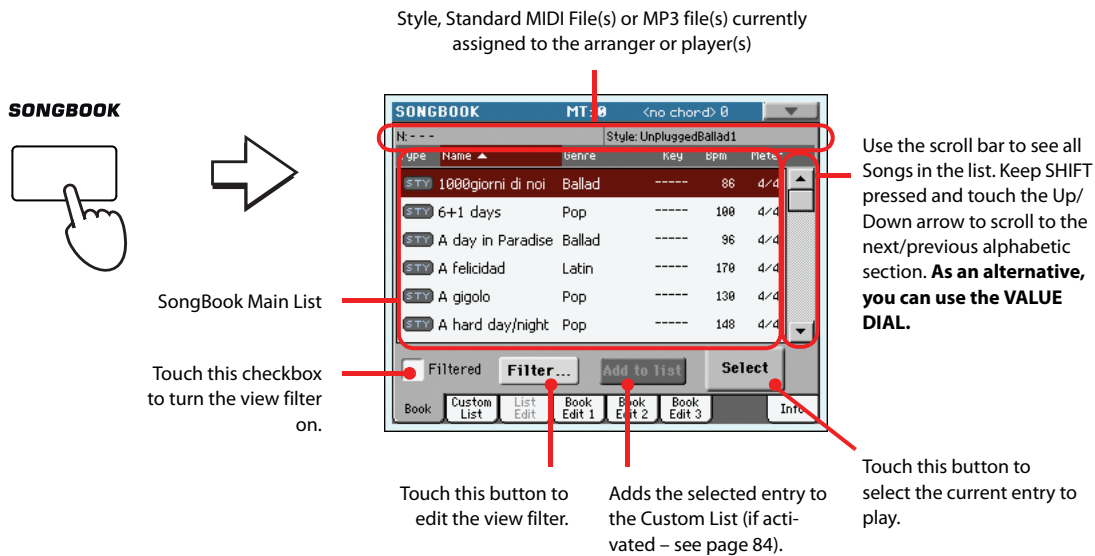 Style, Standard MIDI File(s) or MP3 file(s) currently
assigned to the arranger or player(s)
SONGBOOK
SONGBOOK MT:0 <no chord> 0
N:- - - Style: UnpluggedBallad1
Type Name Genre Key Bpm Meter
STY 1000giorni di noi Ballad ----- 86 4/4
STY 6+1 days Pop ----- 100 4/4
STY A day in Paradise Ballad ----- 96 4/4
STY A felicidad Latin ----- 170 4/4
STY A gigolo Pop ----- 130 4/4
STY A hard day/night Pop ----- 148 4/4
Filtered Filter... Add to list Select
Book Custom List List Edit Book Edit 1 Book Edit 2 Book Edit 3 Info
Use the scroll bar to see all
Songs in the list. Keep SHIFT
pressed and touch the Up/
Down arrow to scroll to the
next/previous alphabetic
section. As an alternative,
you can use the VALUE
DIAL.
SongBook Main List
Touch this checkbox
to turn the view filter
on.
Touch this button to
edit the view filter.
Adds the selected entry to
the Custom List (if acti-
vated – see page 84).
Touch this button to
select the current entry to
play.